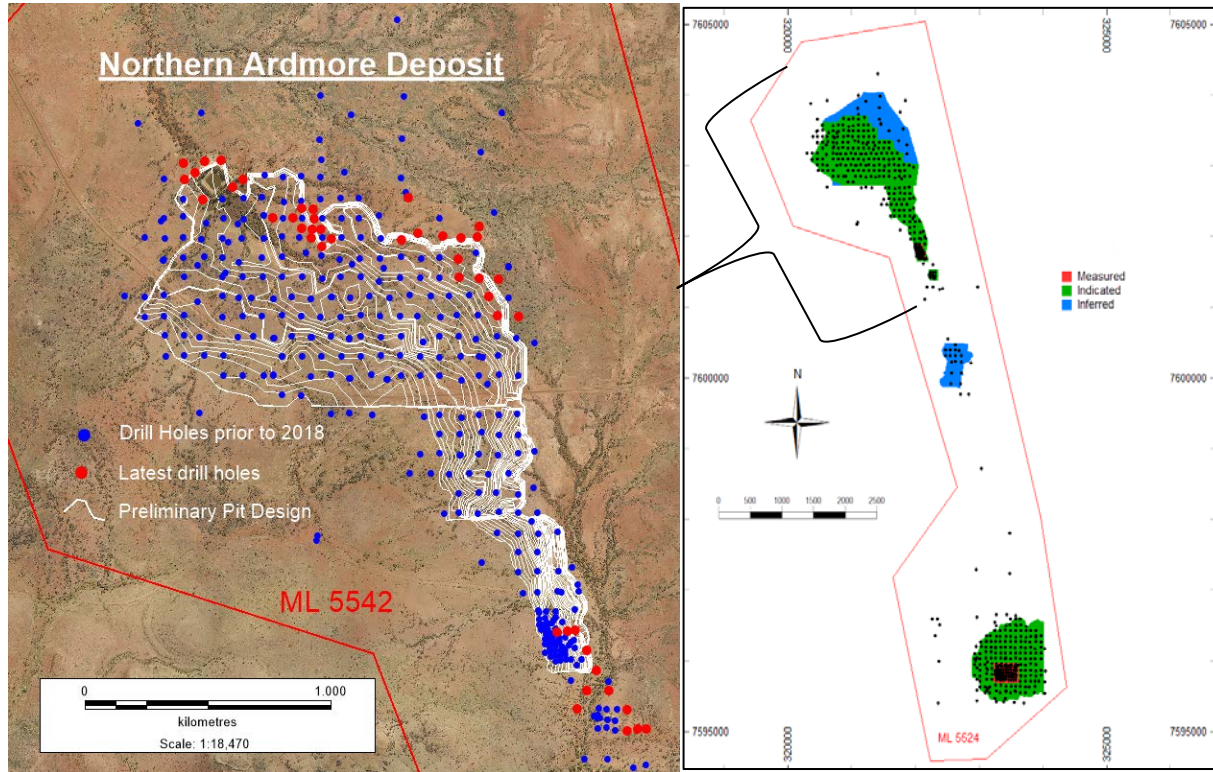 Northern Ardmore Deposit
Drill Holes prior to 2018
Latest drill holes
Preliminary Pit Design
ML 5542
0 1.000
kilometres
Scale: 1:18,470
7605000
320000
325000
7605000
Measured
Indicated
Inferred
7600000
7600000
N
0 500 1000 1500 2000 2500
7595000
320000
ML 5524
325000
7595000